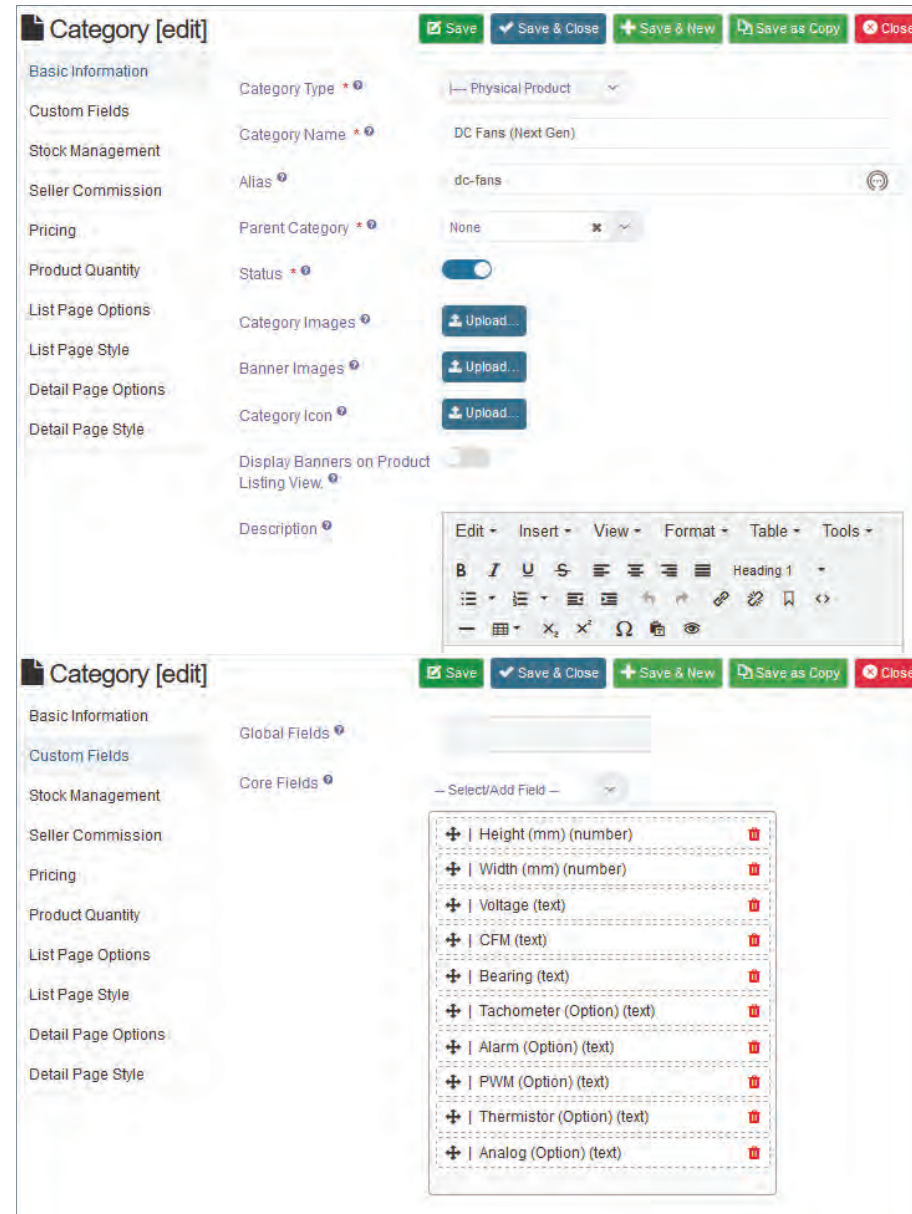 Category [edit]
Save
Save & Close
Save & New
Save as Copy
Close
Basic Information
Custom Fields
Stock Management
Seller Commission
Pricing
Product Quantity
List Page Options
List Page Style
Detail Page Options
Detail Page Style
Category Type *
|— Physical Product
Category Name *
DC Fans (Next Gen)
Alias
dc-fans
Parent Category *
None
Status *
Category Images
Upload...
Banner Images
Upload...
Category Icon
Upload...
Display Banners on Product
Listing View.
Description
Edit
Insert
View
Format
Table
Tools
B I U S
Heading 1
X₂ X² Ω
Category [edit]
Save
Save & Close
Save & New
Save as Copy
Close
Basic Information
Custom Fields
Stock Management
Seller Commission
Pricing
Product Quantity
List Page Options
List Page Style
Detail Page Options
Detail Page Style
Global Fields
Core Fields
-- Select/Add Field --
| Height (mm) (number)
| Width (mm) (number)
| Voltage (text)
| CFM (text)
| Bearing (text)
| Tachometer (Option) (text)
| Alarm (Option) (text)
| PWM (Option) (text)
| Thermistor (Option) (text)
| Analog (Option) (text)